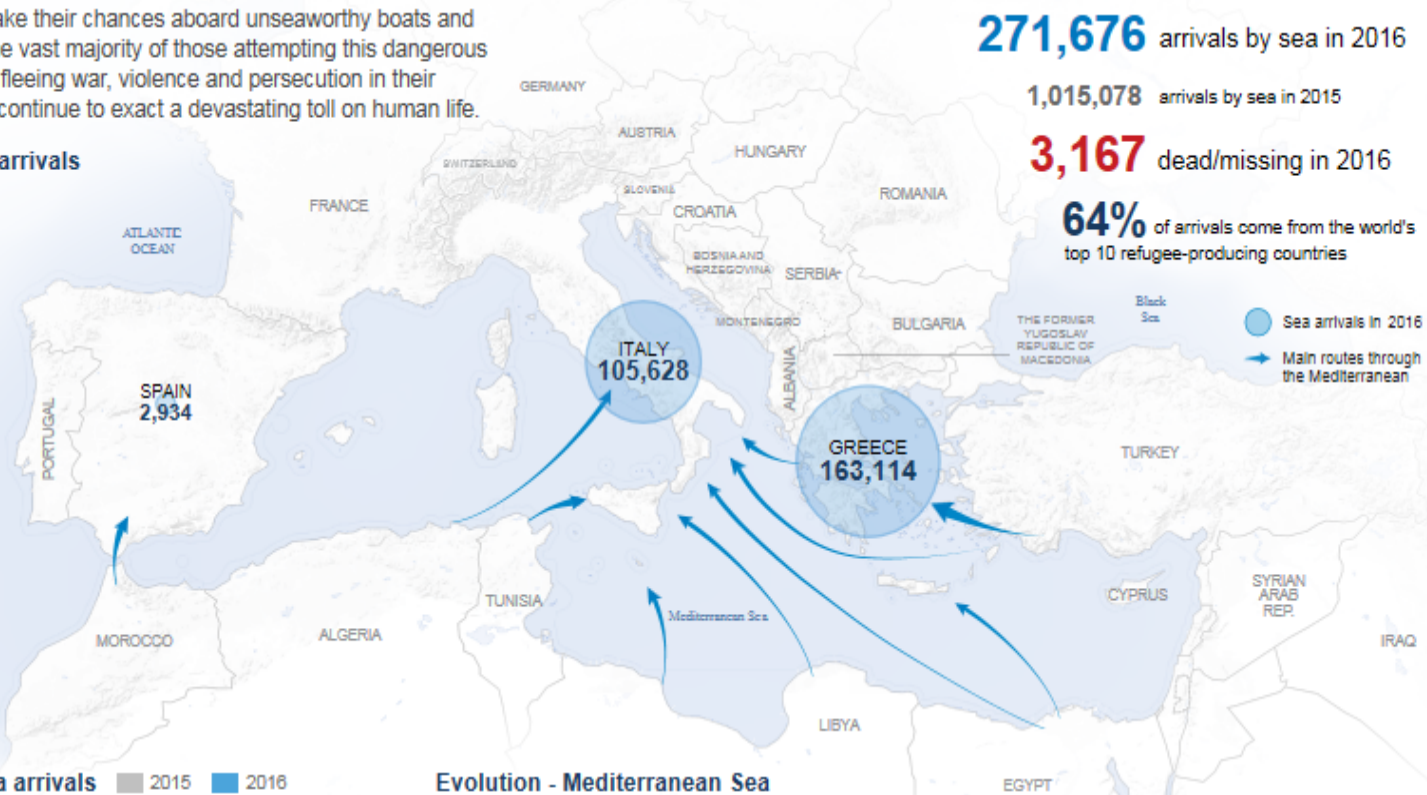 ake their chances aboard unseaworthy boats and
e vast majority of those attempting this dangerous
fleeing war, violence and persecution in their
continue to exact a devastating toll on human life.
arrivals
271,676 arrivals by sea in 2016
1,015,078 arrivals by sea in 2015
3,167 dead/missing in 2016
64% of arrivals come from the world's
top 10 refugee-producing countries
Sea arrivals in 2016
Main routes through
the Mediterranean
GERMANY
AUSTRIA
HUNGARY
SWITZERLAND
SLOVENIA
ROMANIA
FRANCE
CROATIA
ATLANTIC
OCEAN
BOSNIA AND
HERZEGOVINA
SERBIA
Black
Sea
MONTENEGRO
BULGARIA
THE FORMER
YUGOSLAV
REPUBLIC OF
MACEDONIA
ITALY
105,628
ALBANIA
SPAIN
2,934
PORTUGAL
GREECE
163,114
TURKEY
TUNISIA
Mediterranean Sea
CYPRUS
SYRIAN
ARAB
REP.
MOROCCO
ALGERIA
IRAQ
LIBYA
EGYPT
a arrivals 2015 2016
Evolution - Mediterranean Sea